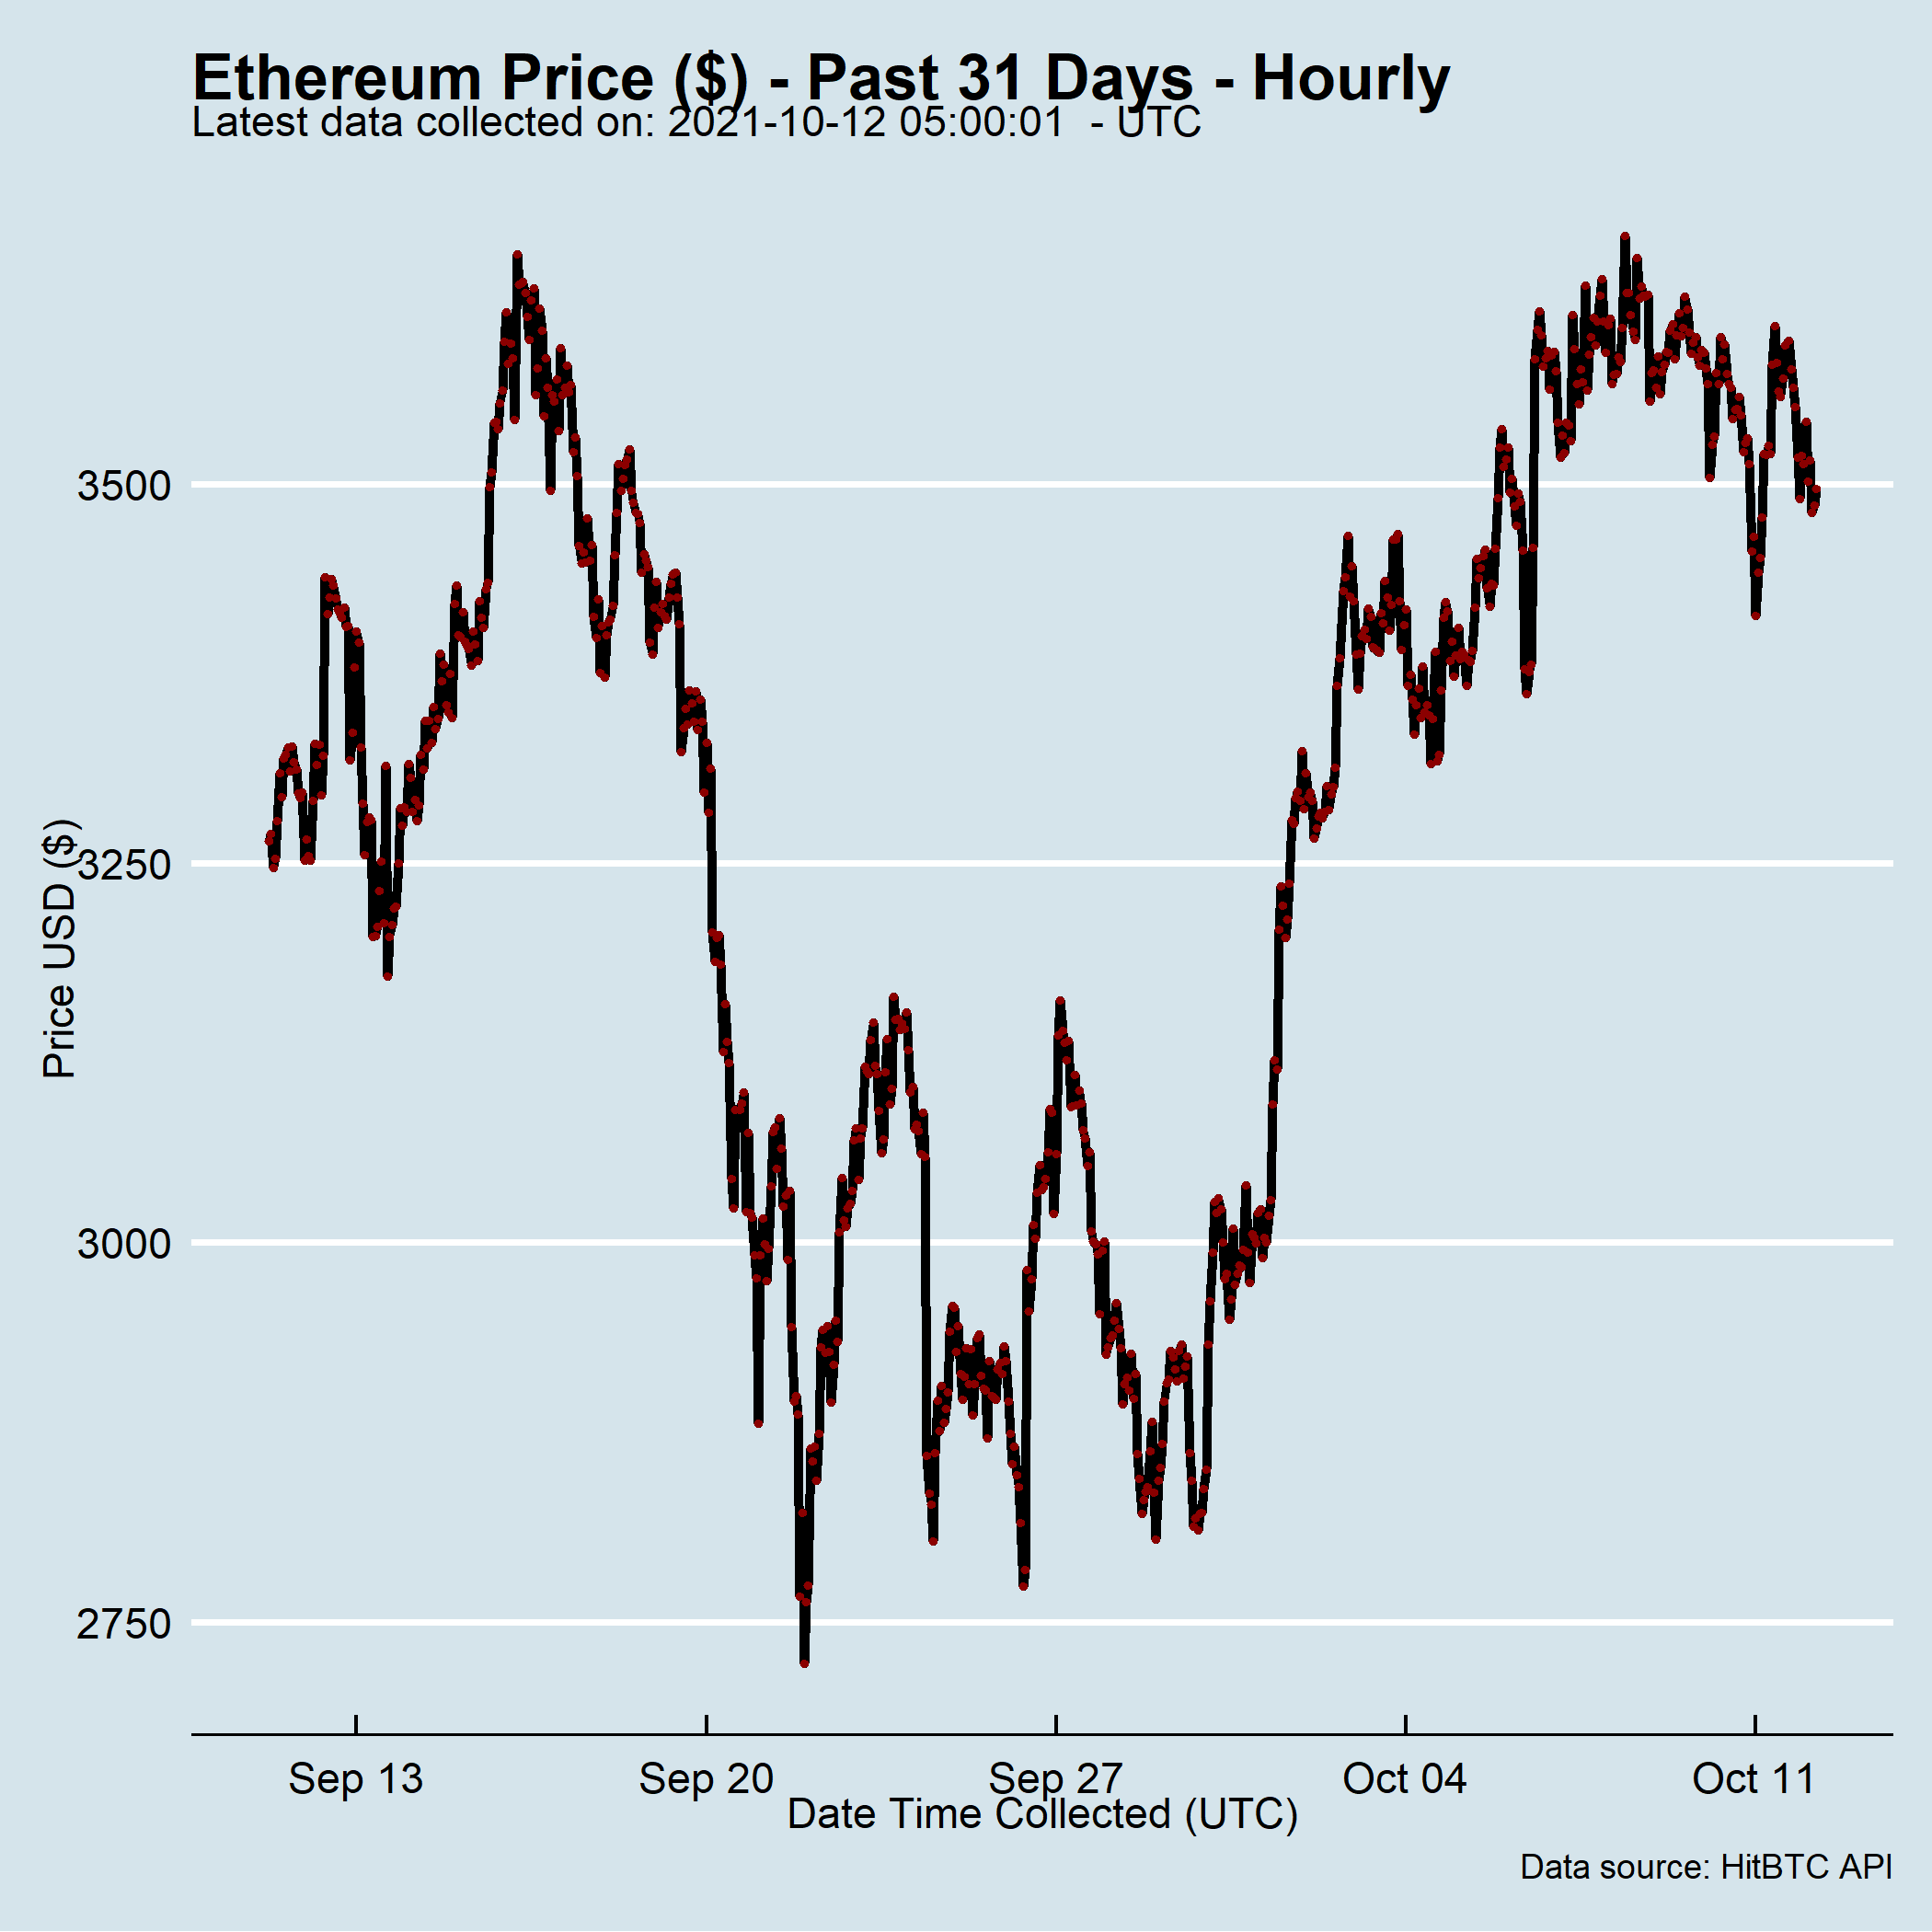 Ethereum Price ($) - Past 31 Days - Hourly
Latest data collected on: 2021-10-12 05:00:01  - UTC
Price USD ($)
3500
3250
3000
2750
Sep 13 Sep 20 Sep 27 Oct 04 Oct 11
Date Time Collected (UTC)
Data source: HitBTC API